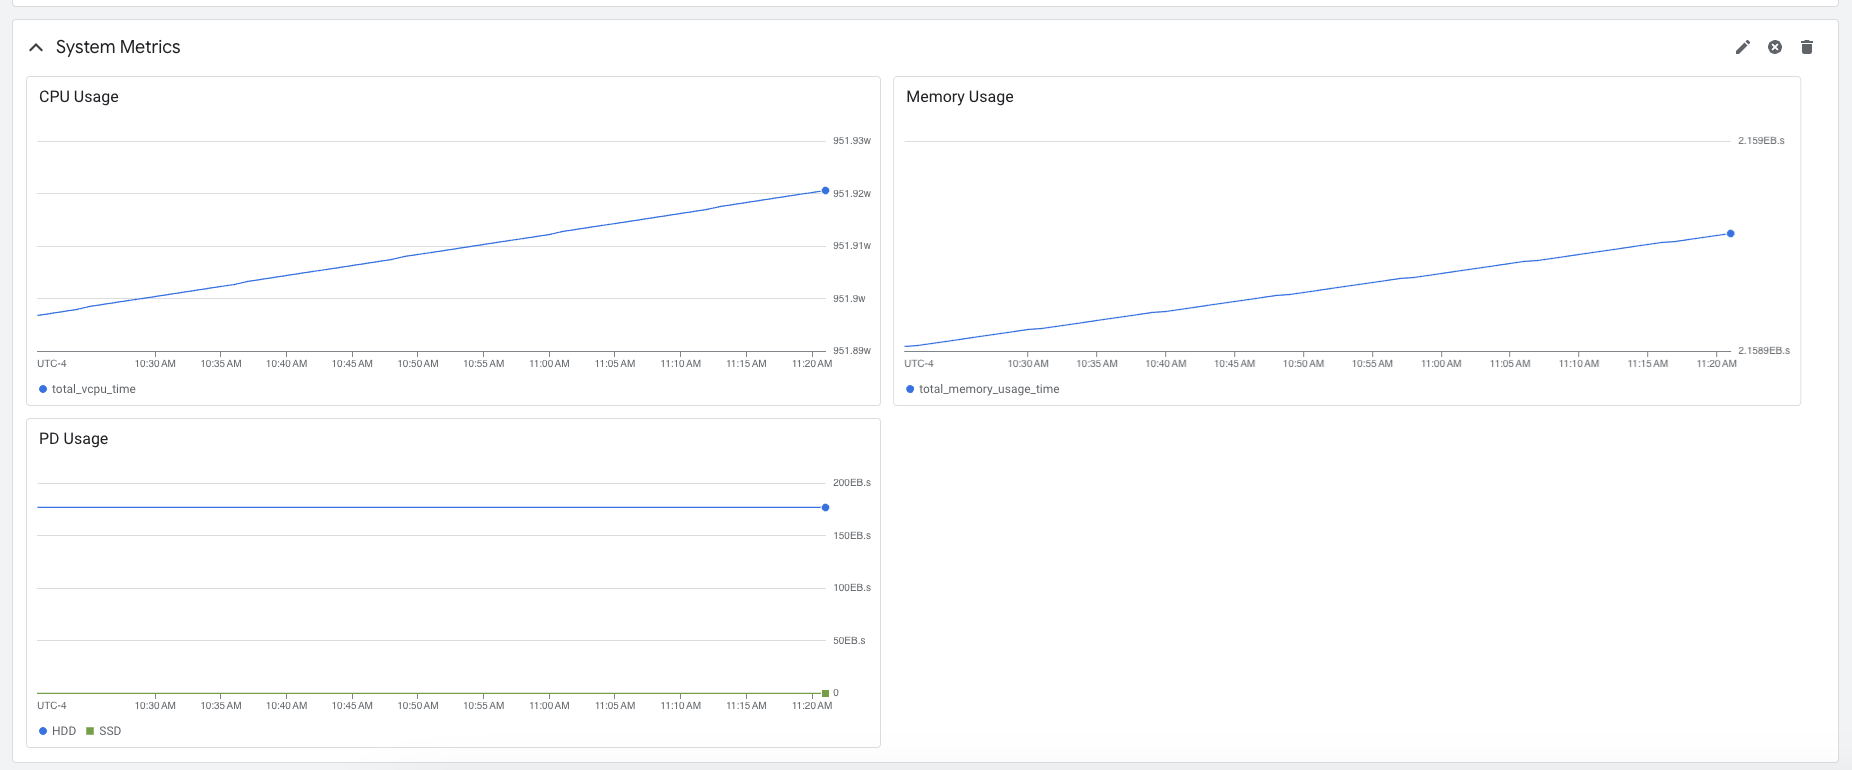 System Metrics
CPU Usage
951.93w
951.92w
951.91w
951.9w
951.89w
UTC-4 10:30 AM 10:35 AM 10:40 AM 10:45 AM 10:50 AM 10:55 AM 11:00 AM 11:05 AM 11:10 AM 11:15 AM 11:20 AM
total_vcpu_time
Memory Usage
2.159EB.s
2.1589EB.s
UTC-4 10:30 AM 10:35 AM 10:40 AM 10:45 AM 10:50 AM 10:55 AM 11:00 AM 11:05 AM 11:10 AM 11:15 AM 11:20 AM
total_memory_usage_time
PD Usage
200EB.s
150EB.s
100EB.s
50EB.s
0
UTC-4 10:30 AM 10:35 AM 10:40 AM 10:45 AM 10:50 AM 10:55 AM 11:00 AM 11:05 AM 11:10 AM 11:15 AM 11:20 AM
HDD SSD